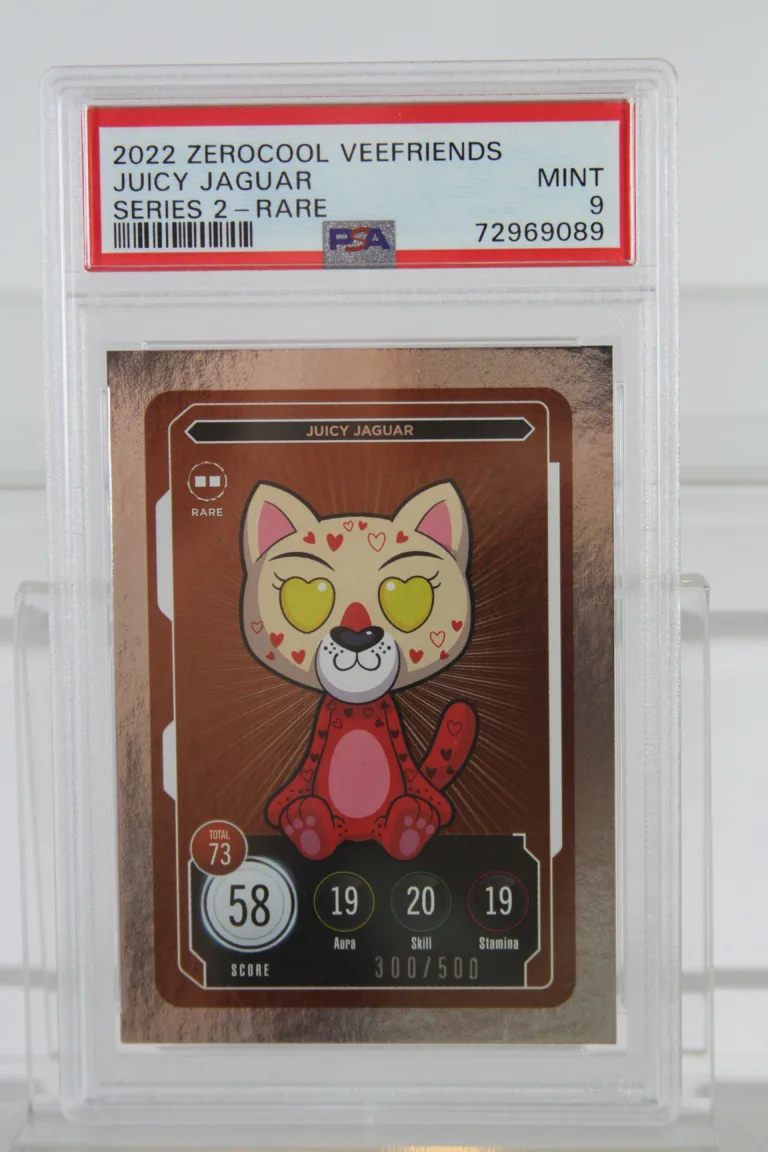 2022 ZEROCOOL VEEFRIENDS
JUICY JAGUAR MINT
SERIES 2 - RARE 9
PSA 72969089
JUICY JAGUAR
RARE
TOTAL
73
58 19 20 19
Aura Skill Stamina
SCORE 300/500